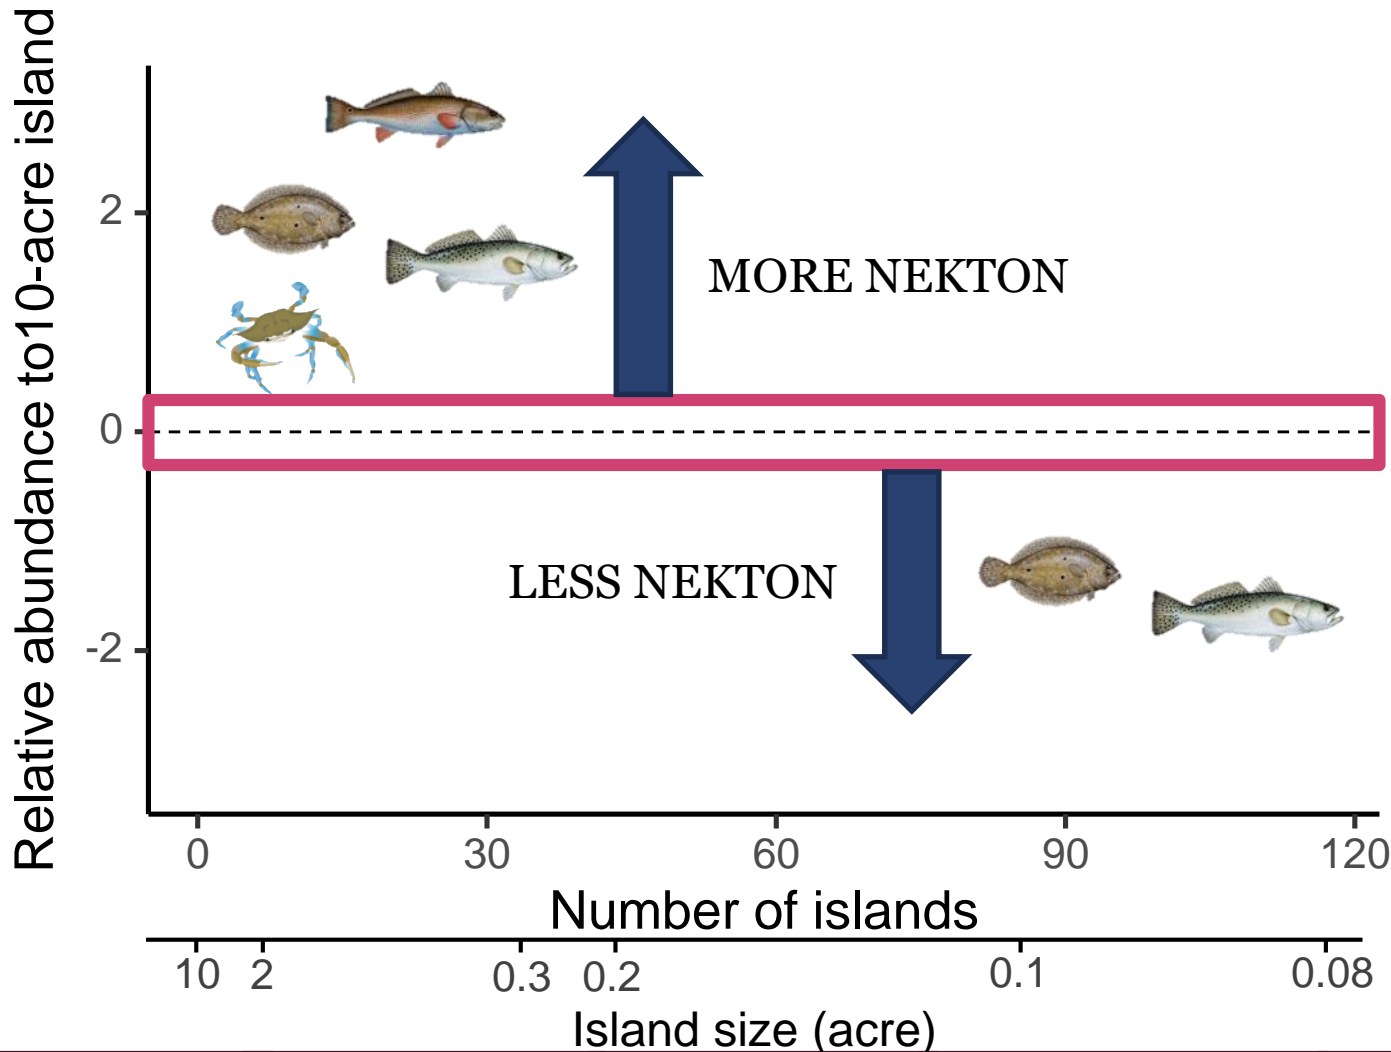 Relative abundance to10-acre island
2
1
0
-2
MORE NEKTON
LESS NEKTON
0 30 60 90 120
Number of islands
10 2 0.3 0.2 0.1 0.08
Island size (acre)